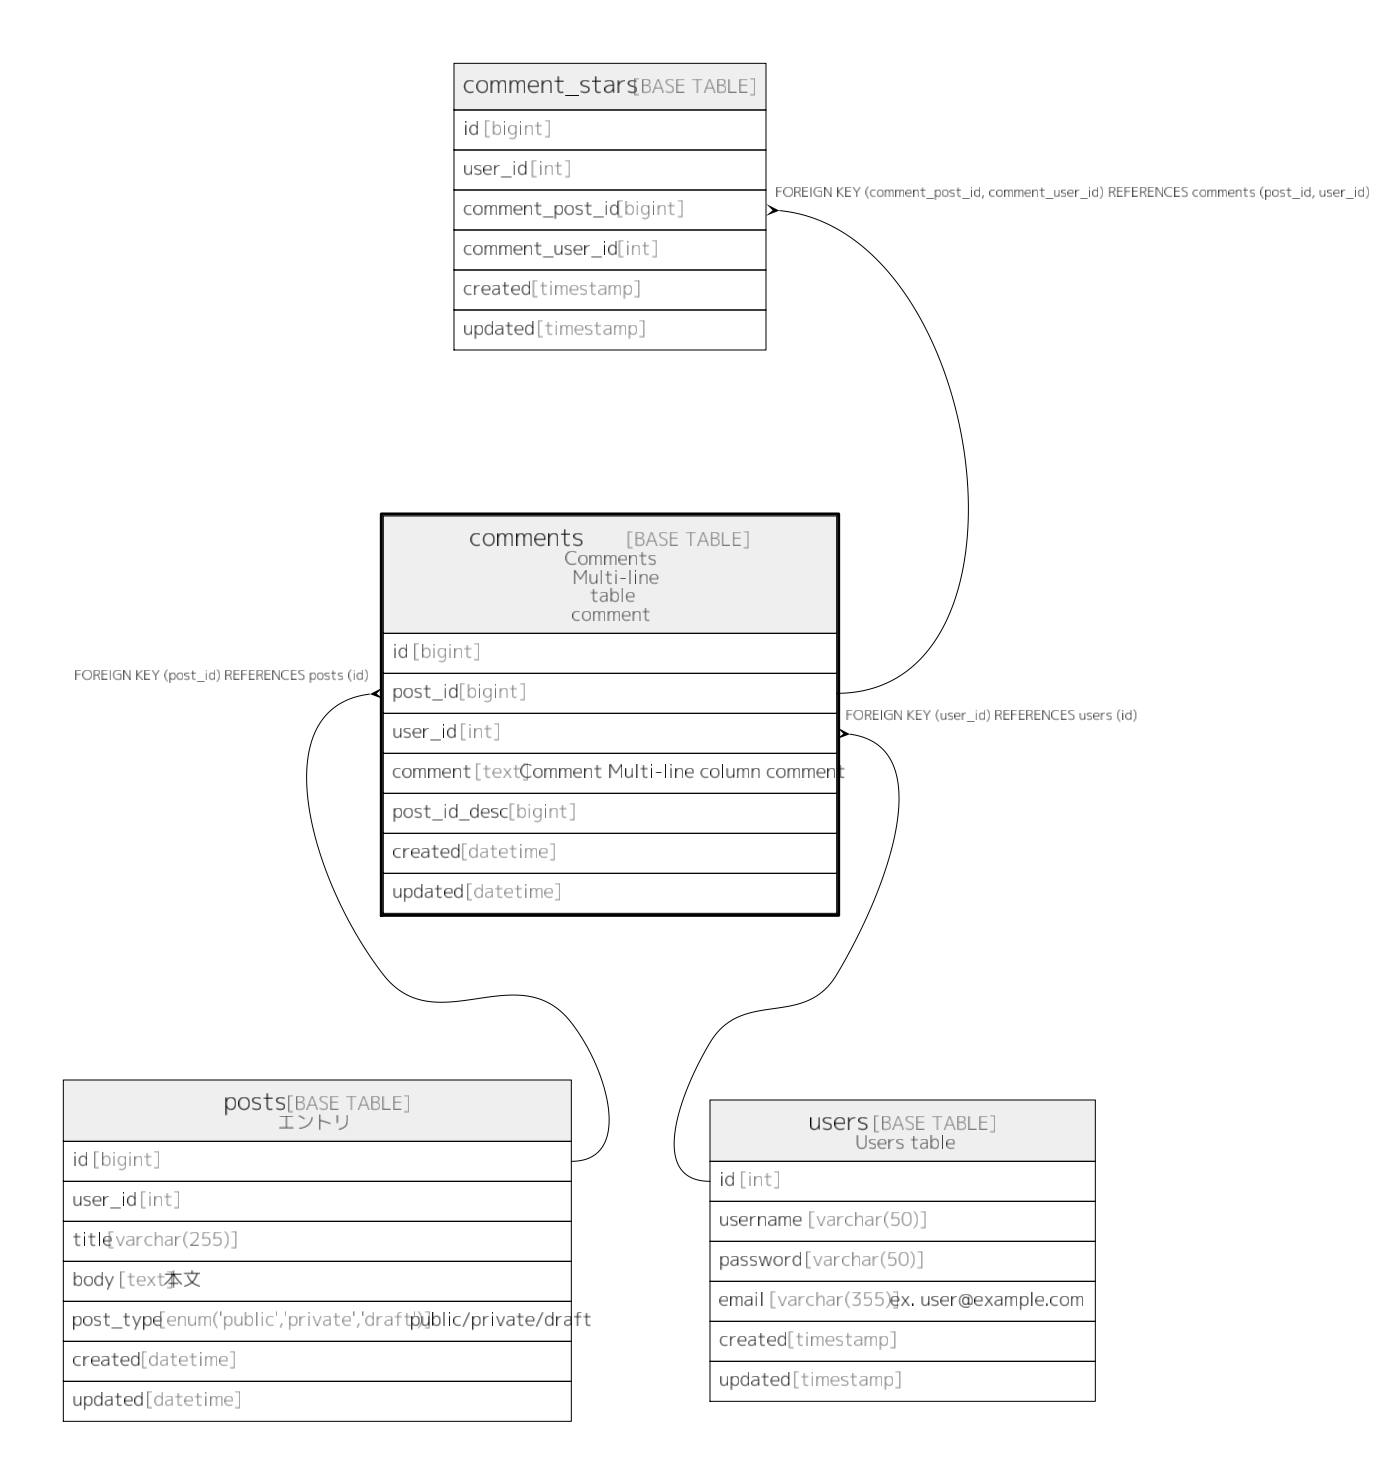 comment_stars [BASE TABLE]
id [bigint]
user_id [int]
comment_post_id [bigint]
comment_user_id [int]
created [timestamp]
updated [timestamp]
FOREIGN KEY (comment_post_id, comment_user_id) REFERENCES comments (post_id, user_id)
comments [BASE TABLE]
Comments
Multi-line
table
comment
id [bigint]
post_id [bigint]
user_id [int]
comment [text] Comment Multi-line column comment
post_id_desc [bigint]
created [datetime]
updated [datetime]
FOREIGN KEY (post_id) REFERENCES posts (id)
FOREIGN KEY (user_id) REFERENCES users (id)
posts [BASE TABLE]
エントリ
id [bigint]
user_id [int]
title [varchar(255)]
body [text] 本文
post_type [enum('public','private','draft')] public/private/draft
created [datetime]
updated [datetime]
users [BASE TABLE]
Users table
id [int]
username [varchar(50)]
password [varchar(50)]
email [varchar(355)] ex. user@example.com
created [timestamp]
updated [timestamp]